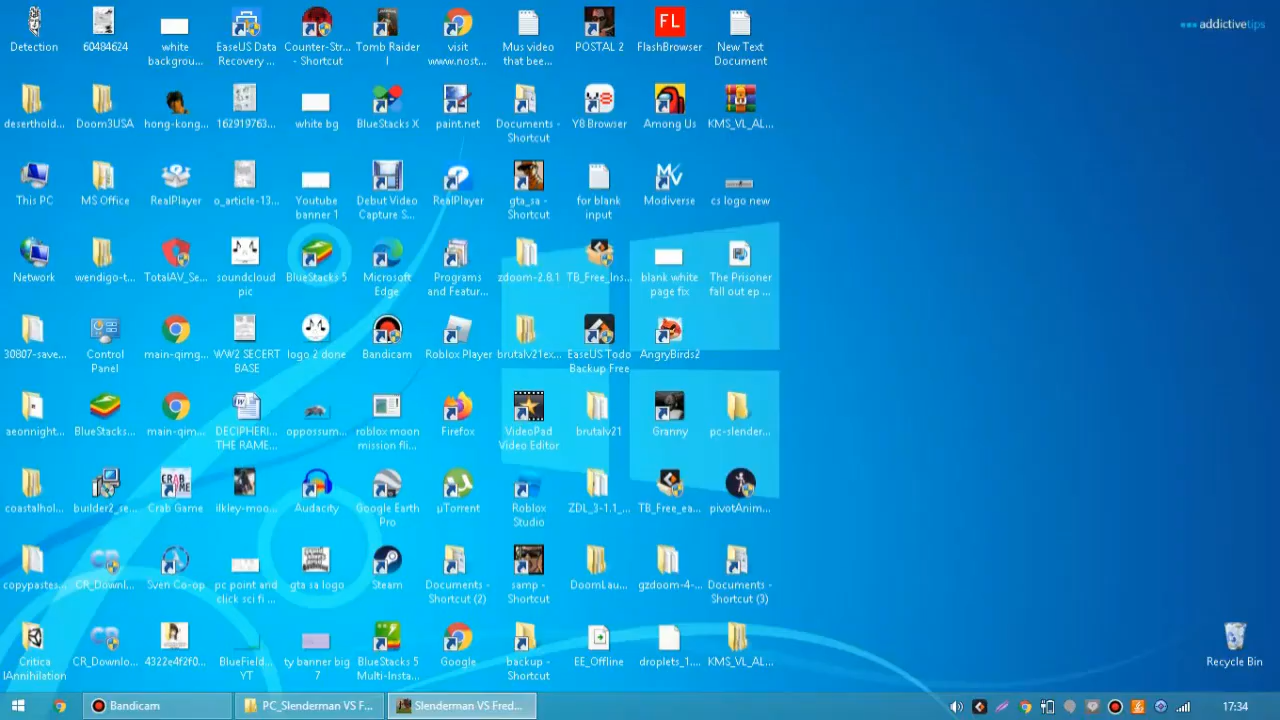 addictivetips
Detection
60484624
white
backgrou...
EaseUS Data
Recovery ...
Counter-Str...
- Shortcut
Tomb Raider
I
visit
www.nost...
Mus video
that bee...
POSTAL 2
FL
FlashBrowser
New Text
Document
deserthold...
Doom3USA
hong-kong...
162919763...
white bg
BlueStacks X
paint.net
Documents -
Shortcut
Y8 Browser
Among Us
KMS_VL_AL...
This PC
MS Office
RealPlayer
o_article-13...
Youtube
banner 1
Debut Video
Capture S...
RealPlayer
gta_sa -
Shortcut
for blank
input
Modiverse
cs logo new
Network
wendigo-t...
TotalAV_Se...
soundcloud
pic
BlueStacks 5
Microsoft
Edge
Programs
and Featur...
zdoom-2.8.1
TB_Free_Ins...
blank white
page fix
The Prisoner
fall out ep ...
30807-save...
Control
Panel
main-qimg...
WW2 SECERT
BASE
logo 2 done
Bandicam
Roblox Player
brutalv21ex...
EaseUS Todo
Backup Free
AngryBirds2
aeonnight...
BlueStacks...
main-qim...
DECIPHERI...
THE RAME...
oppossum...
roblox moon
mission fli...
Firefox
VideoPad
Video Editor
brutalv21
Granny
pc-slender...
coastalhol...
builder2_se...
Crab Game
ilkley-moo...
Audacity
Google Earth
Pro
µTorrent
Roblox
Studio
ZDL_3-1.1_...
TB_Free_ea...
pivotAnim...
copypastes...
CR_Downl...
Sven Co-op
pc point and
click sci fi ...
gta sa logo
Steam
Documents -
Shortcut (2)
samp -
Shortcut
DoomLau...
gzdoom-4-...
Documents -
Shortcut (3)
Critica
lAnnihilation
CR_Downlo...
4322e4f2f0...
BlueField
YT
ty banner big
7
BlueStacks 5
Multi-Insta...
Google
backup -
Shortcut
EE_Offline
droplets_1....
KMS_VL_AL...
Recycle Bin
Bandicam
PC_Slenderman VS F...
Slenderman VS Fred...
17:34